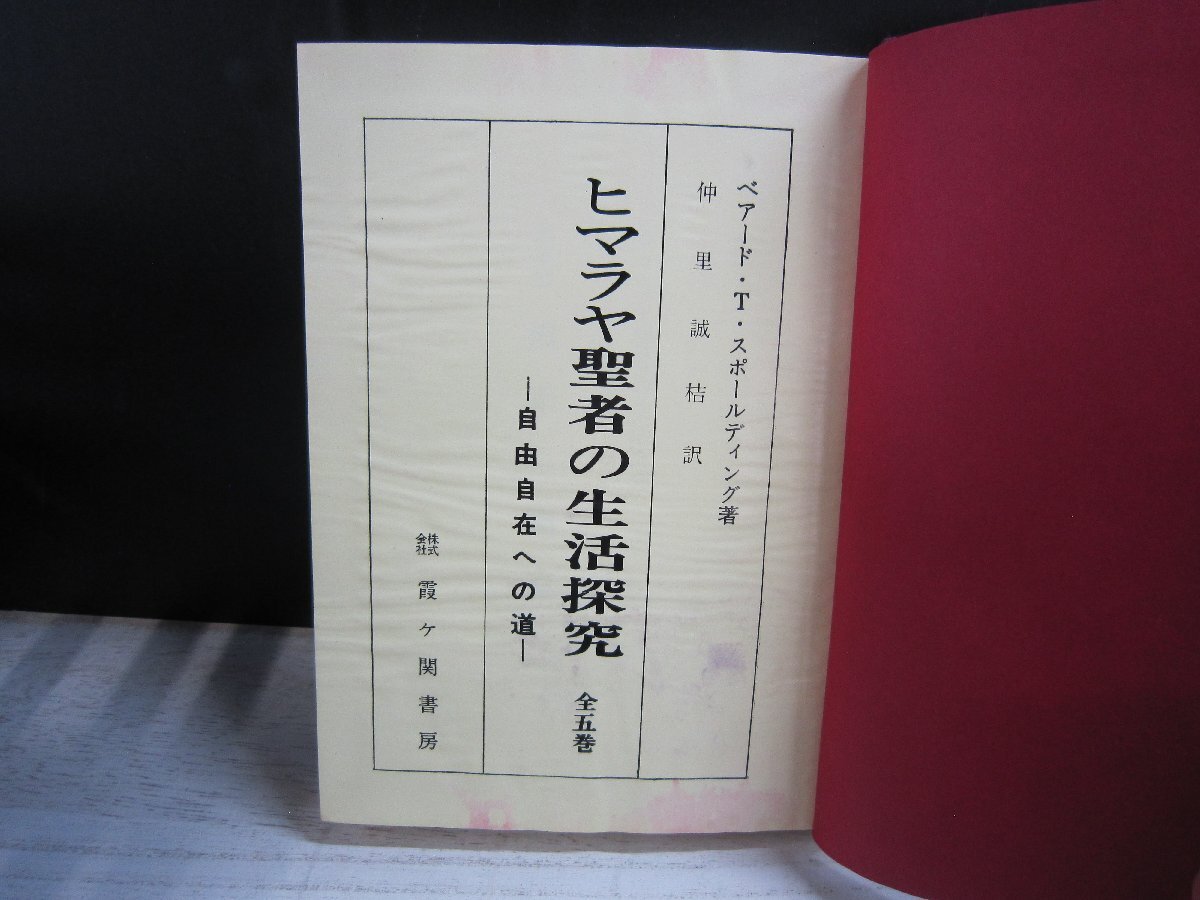 ベアード・T・スポールディング著
仲里誠桔訳
ヒマラヤ聖者の生活探究 全五巻
―自由自在への道―
株式会社 霞ケ関書房